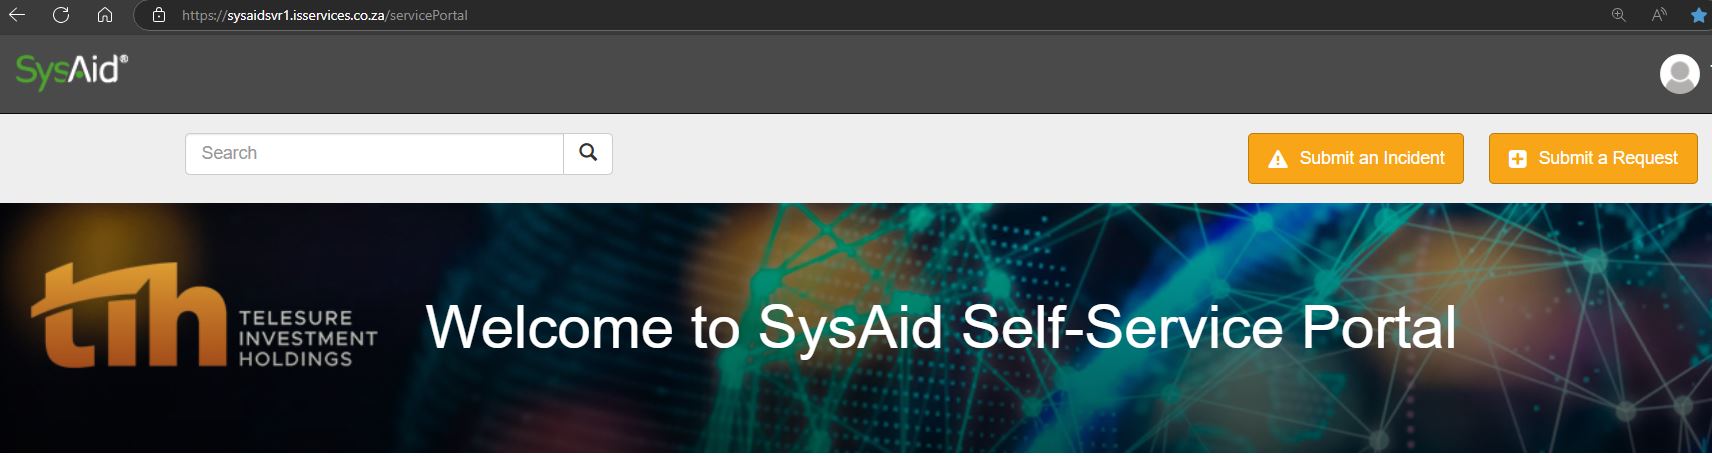 https://sysaidsvr1.isservices.co.za/servicePortal
SysAid®
Search
Submit an Incident
Submit a Request
tih
TELESURE
INVESTMENT
HOLDINGS
Welcome to SysAid Self-Service Portal